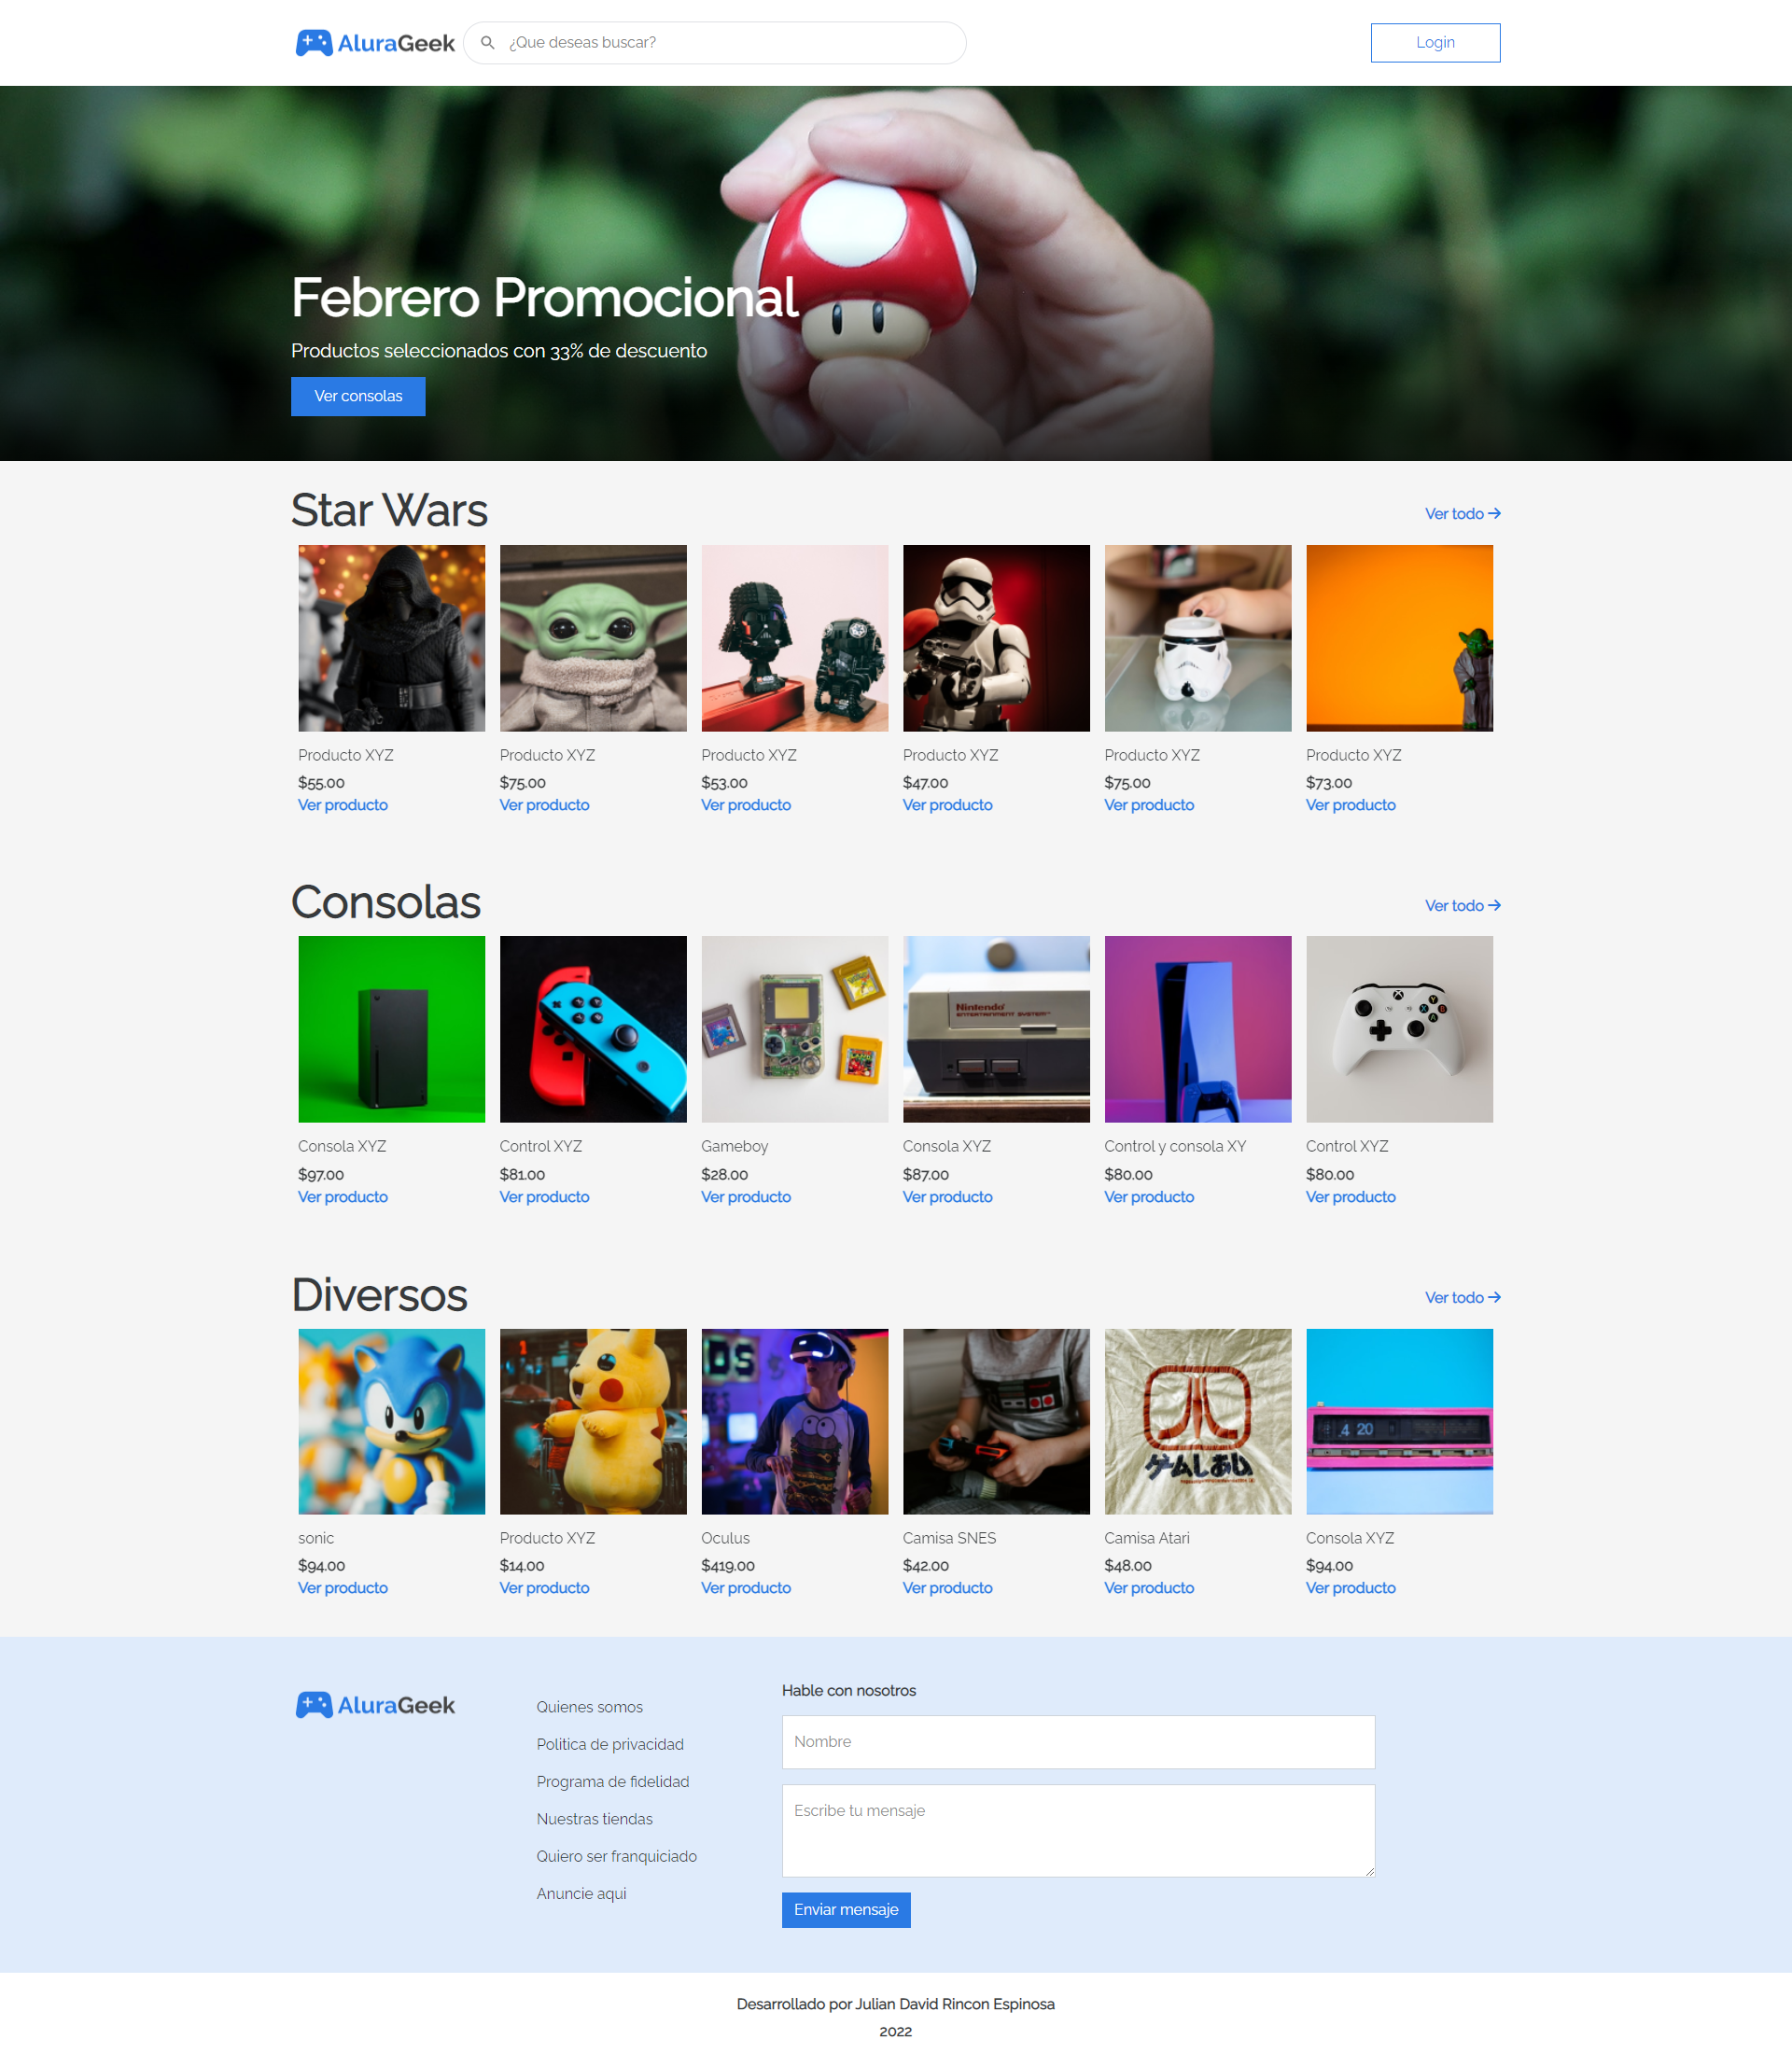 AluraGeek
¿Que deseas buscar?
Login
Febrero Promocional
Productos seleccionados con 33% de descuento
Ver consolas
Star Wars
Ver todo →
Producto XYZ
$55.00
Ver producto
Producto XYZ
$75.00
Ver producto
Producto XYZ
$53.00
Ver producto
Producto XYZ
$47.00
Ver producto
Producto XYZ
$75.00
Ver producto
Producto XYZ
$73.00
Ver producto
Consolas
Ver todo →
Nintendo
ENTERTAINMENT SYSTEM™
Consola XYZ
$97.00
Ver producto
Control XYZ
$81.00
Ver producto
Gameboy
$28.00
Ver producto
Consola XYZ
$87.00
Ver producto
Control y consola XY
$80.00
Ver producto
Control XYZ
$80.00
Ver producto
Diversos
Ver todo →
4 20
sonic
$94.00
Ver producto
Producto XYZ
$14.00
Ver producto
Oculus
$419.00
Ver producto
Camisa SNES
$42.00
Ver producto
Camisa Atari
$48.00
Ver producto
Consola XYZ
$94.00
Ver producto
AluraGeek
Quienes somos
Politica de privacidad
Programa de fidelidad
Nuestras tiendas
Quiero ser franquiciado
Anuncie aqui
Hable con nosotros
Nombre
Escribe tu mensaje
Enviar mensaje
Desarrollado por Julian David Rincon Espinosa
2022